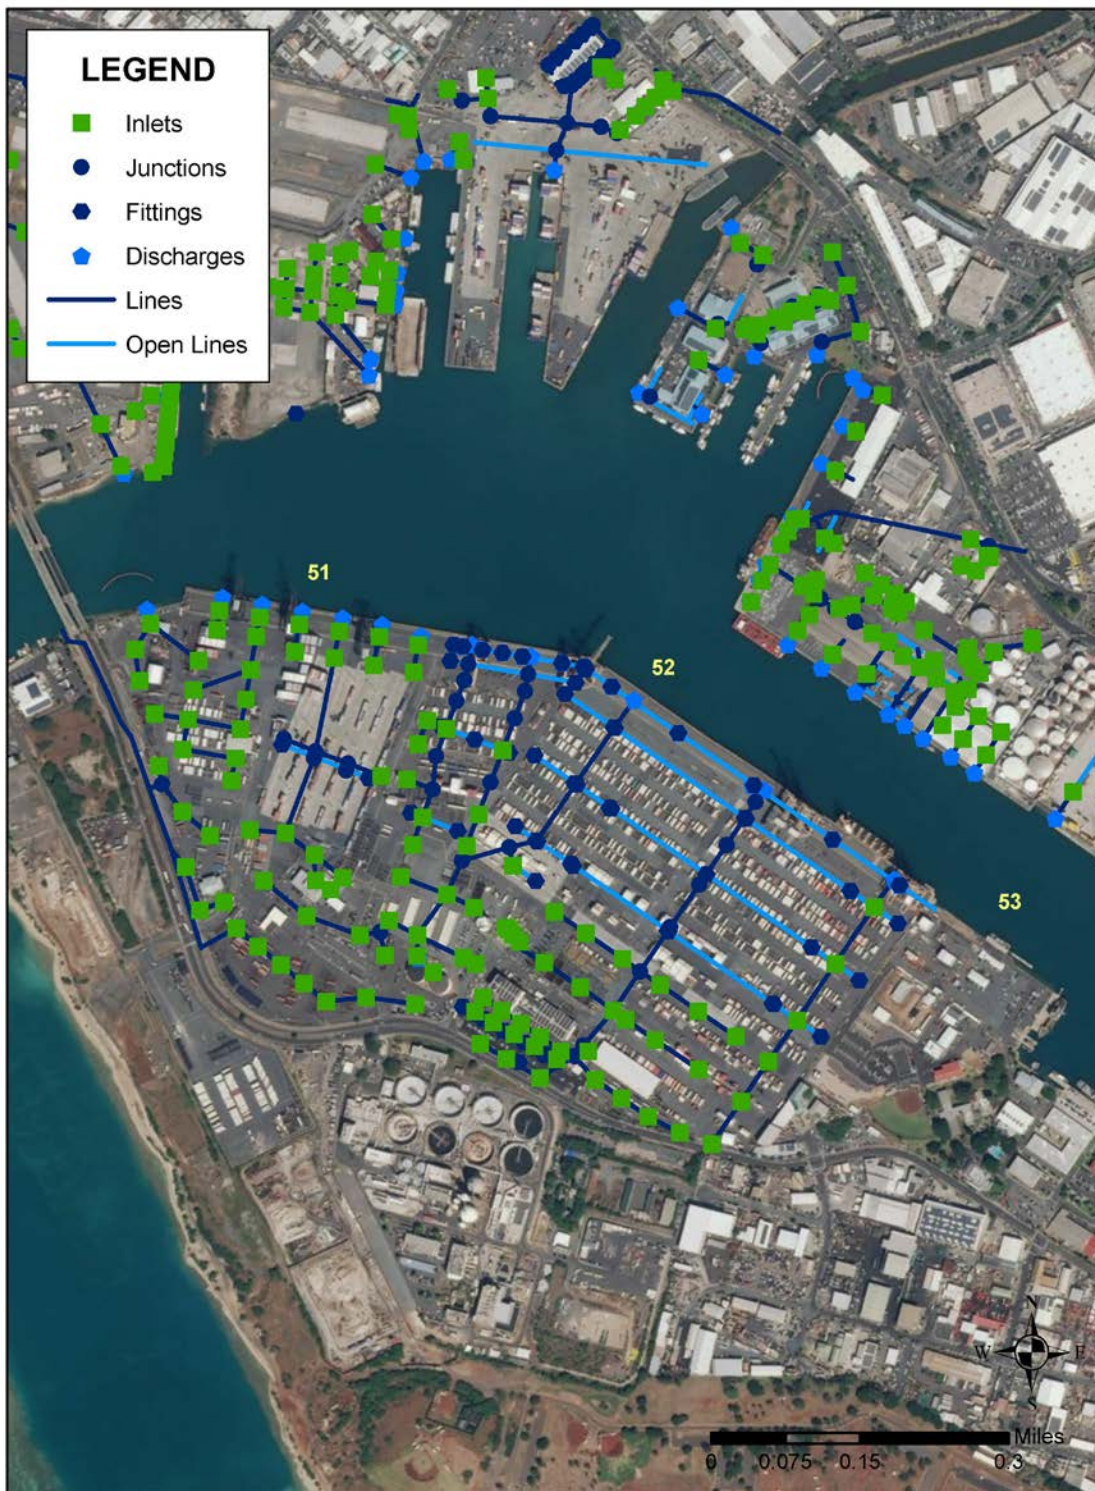 LEGEND
Inlets
Junctions
Fittings
Discharges
Lines
Open Lines
51
52
53
N
W E
S
Miles
0 0.075 0.15 0.3